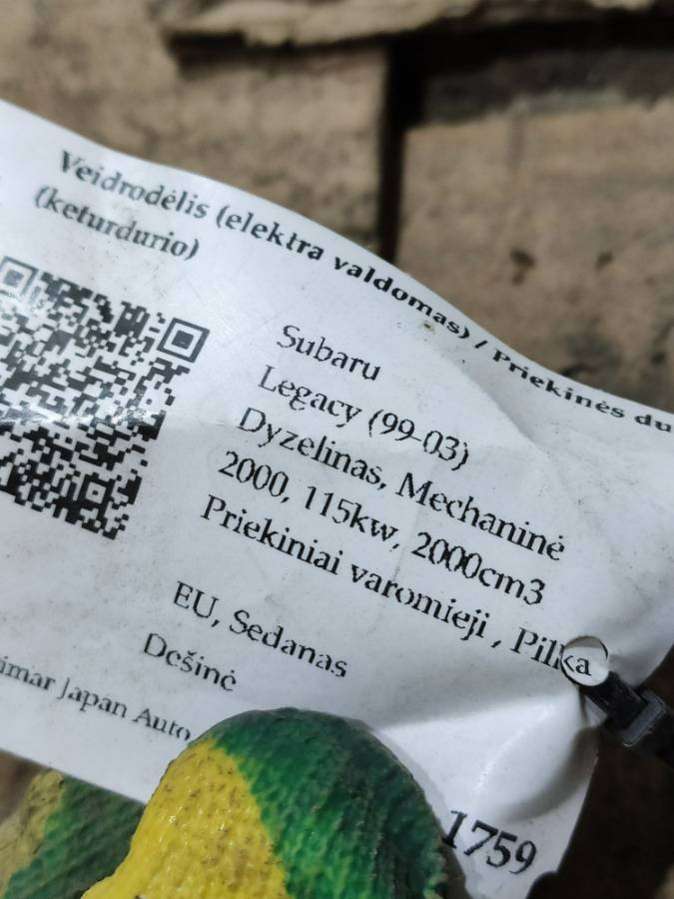 Veidrodėlis (elektra valdomas) / Priekinės du
(keturdurio)
Subaru
Legacy (99-03)
Dyzelinas, Mechaninė
2000, 115kw, 2000cm3
Priekiniai varomieji , Pilka
EU, Sedanas
Dešinė
imar Japan Auto
1759